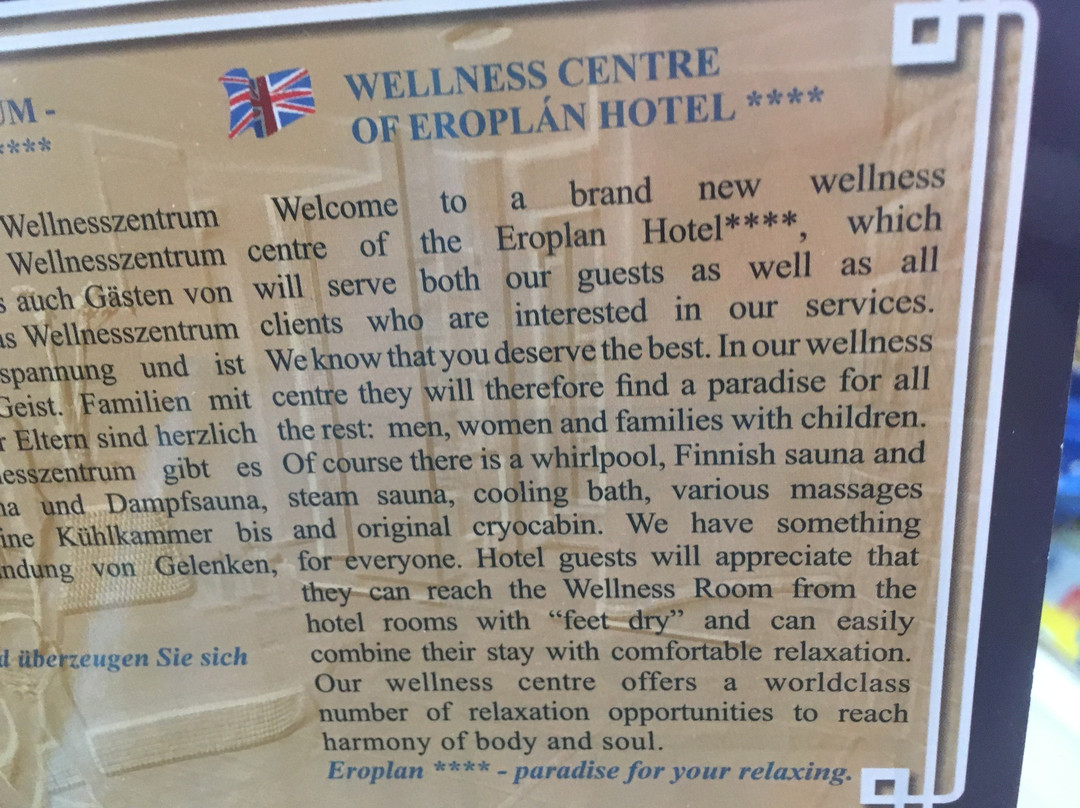 UM -
****
Wellnesszentrum
Wellnesszentrum
s auch Gästen von
as Wellnesszentrum
spannung und ist
Geist. Familien mit
r Eltern sind herzlich
nesszentrum gibt es
na und Dampfsauna,
ine Kühlkammer bis
ndung von Gelenken,
d überzeugen Sie sich
WELLNESS CENTRE
OF EROPLÁN HOTEL ****
Welcome to a brand new wellness
centre of the Eroplan Hotel****, which
will serve both our guests as well as all
clients who are interested in our services.
We know that you deserve the best. In our wellness
centre they will therefore find a paradise for all
the rest: men, women and families with children.
Of course there is a whirlpool, Finnish sauna and
steam sauna, cooling bath, various massages
and original cryocabin. We have something
for everyone. Hotel guests will appreciate that
they can reach the Wellness Room from the
hotel rooms with “feet dry” and can easily
combine their stay with comfortable relaxation.
Our wellness centre offers a worldclass
number of relaxation opportunities to reach
harmony of body and soul.
Eroplan **** - paradise for your relaxing.